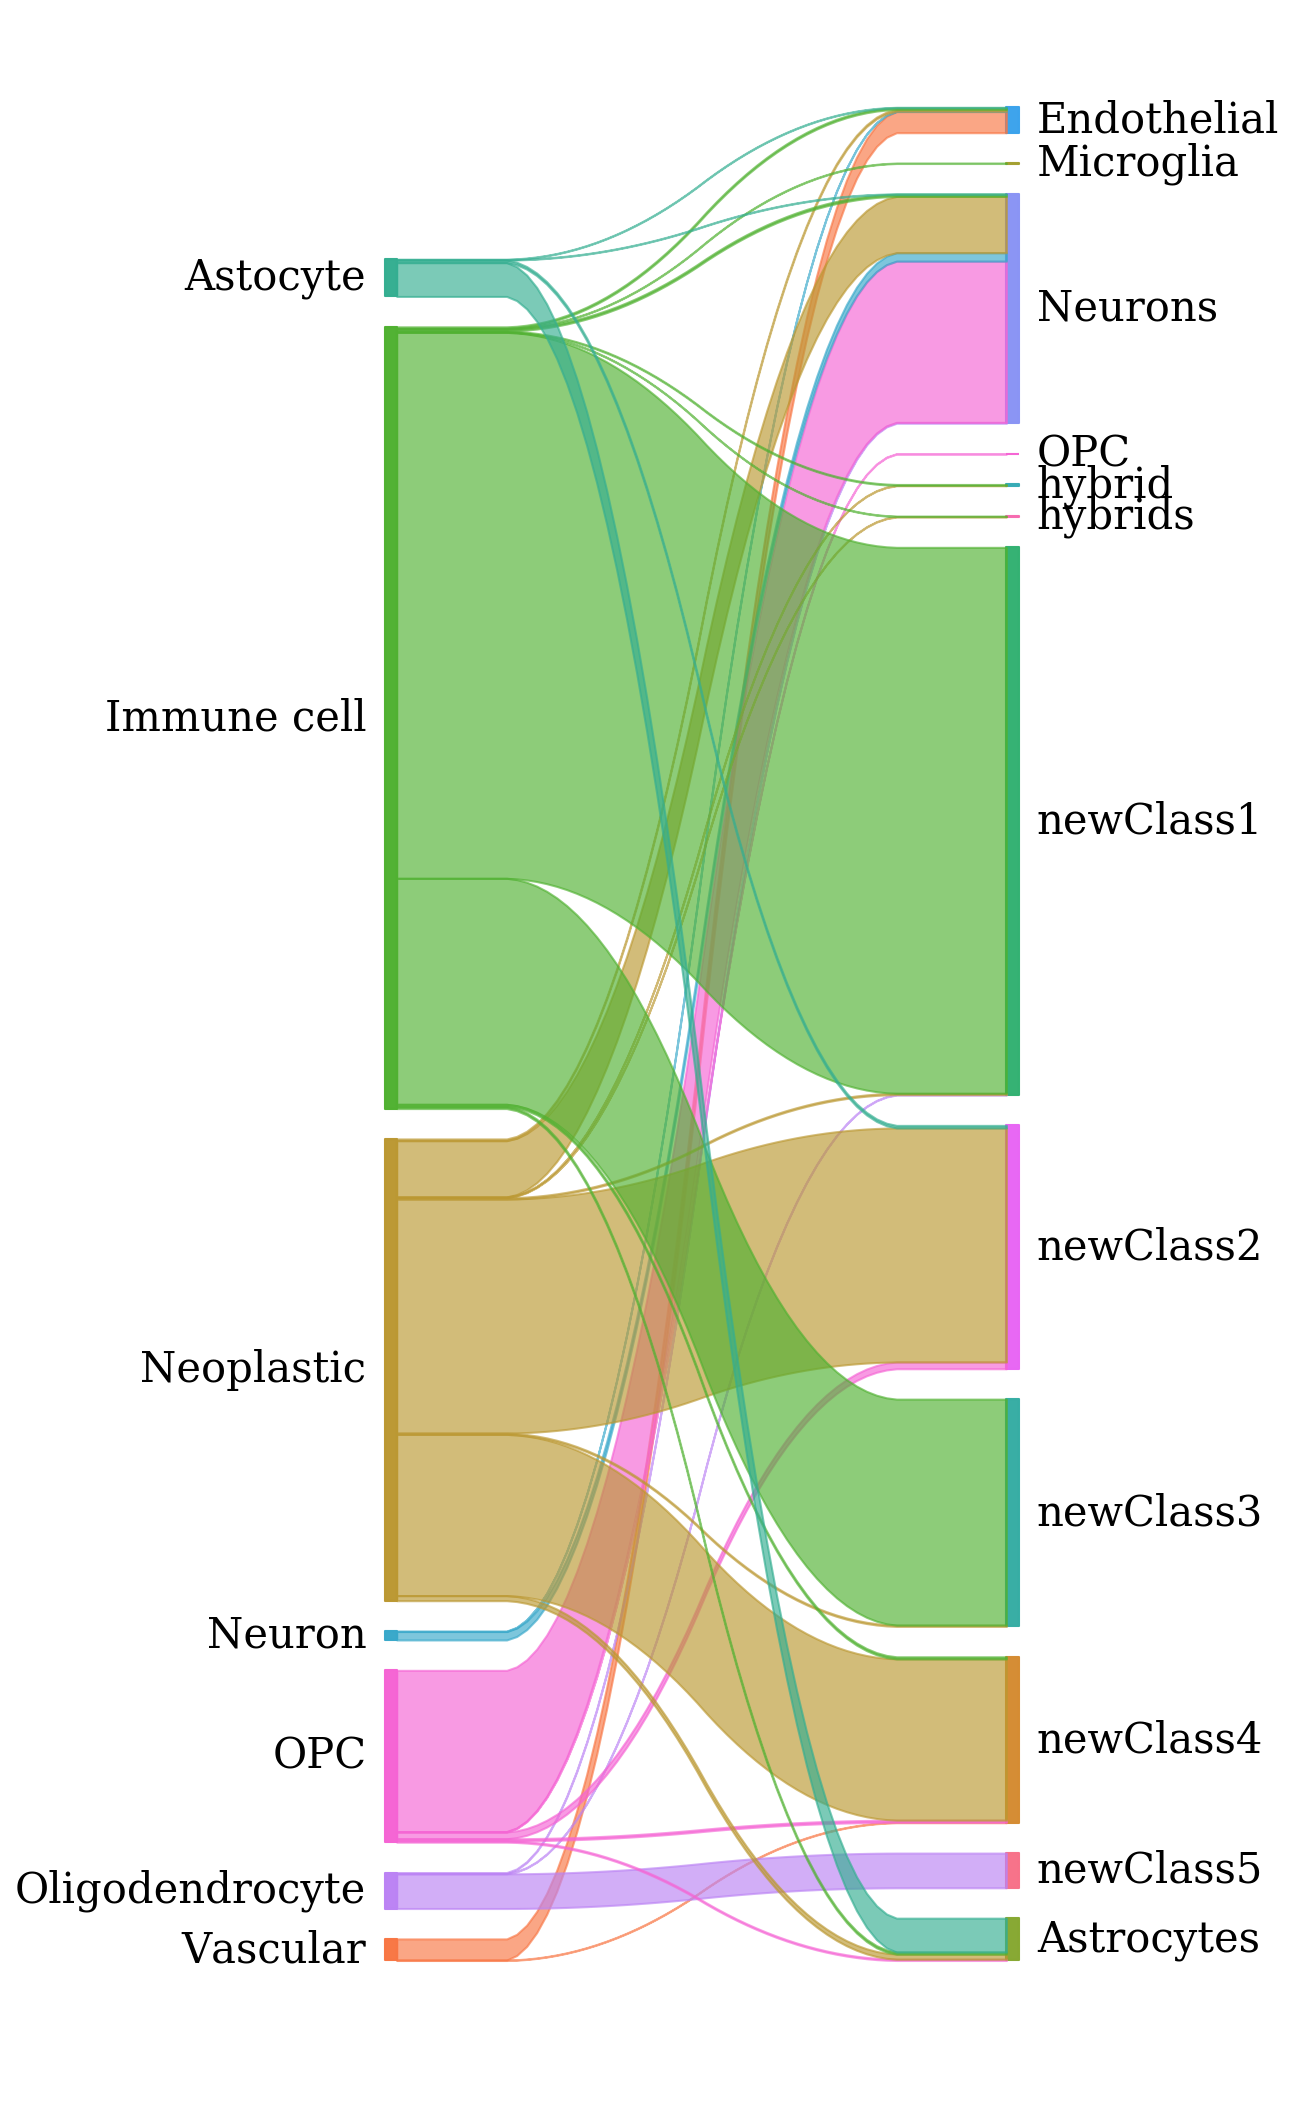 Astocyte
Immune cell
Neoplastic
Neuron
OPC
Oligodendrocyte
Vascular
Endothelial
Microglia
Neurons
OPC
hybrid
hybrids
newClass1
newClass2
newClass3
newClass4
newClass5
Astrocytes